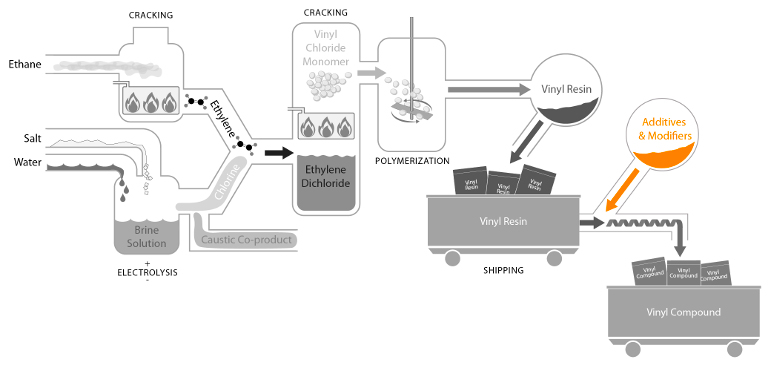 CRACKING
CRACKING
Ethane
Ethylene
Vinyl
Chloride
Monomer
Vinyl Resin
Salt
Water
Chlorine
Ethylene
Dichloride
POLYMERIZATION
Additives
& Modifiers
Brine
Solution
Caustic Co-product
+
ELECTROLYSIS
-
Vinyl
Resin
Vinyl
Resin
Vinyl
Resin
Vinyl Resin
SHIPPING
Vinyl
Compound
Vinyl
Compound
Vinyl
Compound
Vinyl Compound